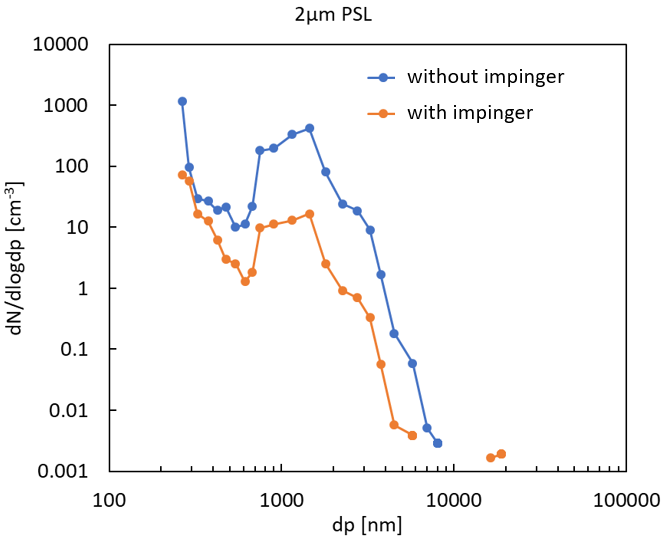 2µm PSL
10000
1000
100
10
1
0.1
0.01
0.001
dN/dlogdp [cm-3]
without impinger
with impinger
100
1000
10000
100000
dp [nm]